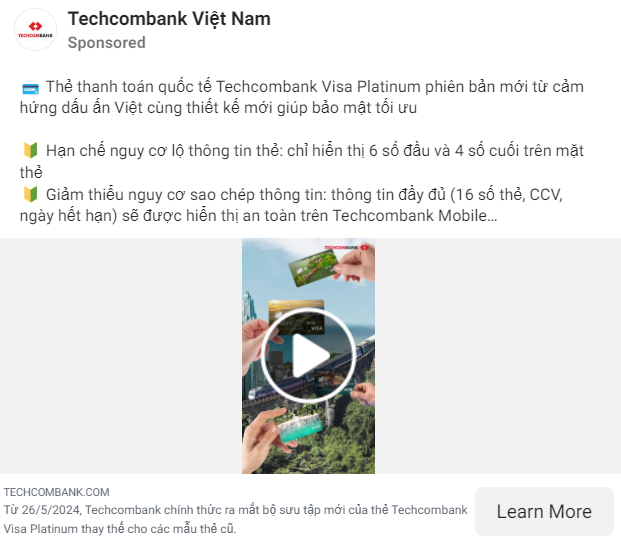 Techcombank Việt Nam
TECHCOMBANK
Sponsored
Thẻ thanh toán quốc tế Techcombank Visa Platinum phiên bản mới từ cảm
hứng dấu ấn Việt cùng thiết kế mới giúp bảo mật tối ưu
Hạn chế nguy cơ lộ thông tin thẻ: chỉ hiển thị 6 số đầu và 4 số cuối trên mặt
thẻ
Giảm thiểu nguy cơ sao chép thông tin: thông tin đầy đủ (16 số thẻ, CCV,
ngày hết hạn) sẽ được hiển thị an toàn trên Techcombank Mobile...
TECHCOMBANK
VISA
TECHCOMBANK.COM
Từ 26/5/2024, Techcombank chính thức ra mắt bộ sưu tập mới của thẻ Techcombank
Visa Platinum thay thế cho các mẫu thẻ cũ.
Learn More